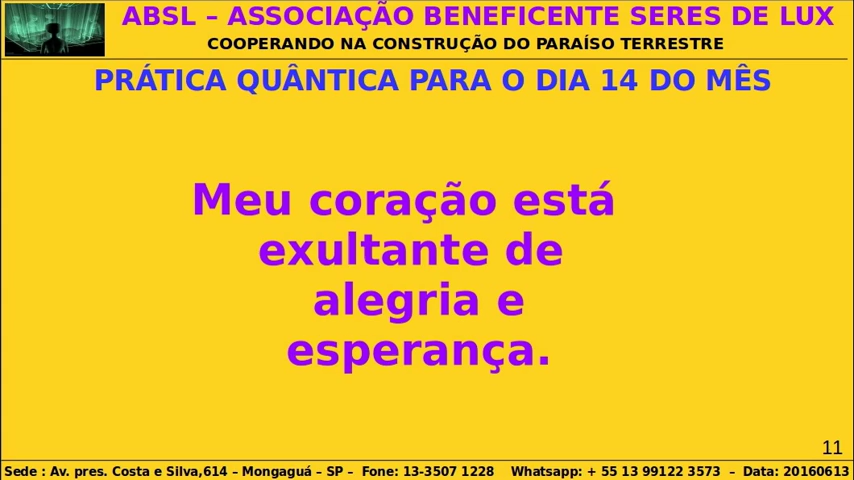 ABSL – ASSOCIAÇÃO BENEFICENTE SERES DE LUX
COOPERANDO NA CONSTRUÇÃO DO PARAÍSO TERRESTRE
PRÁTICA QUÂNTICA PARA O DIA 14 DO MÊS
Meu coração está
exultante de
alegria e
esperança.
11
Sede : Av. pres. Costa e Silva,614 – Mongaguá – SP – Fone: 13-3507 1228 Whatsapp: + 55 13 99122 3573 – Data: 20160613